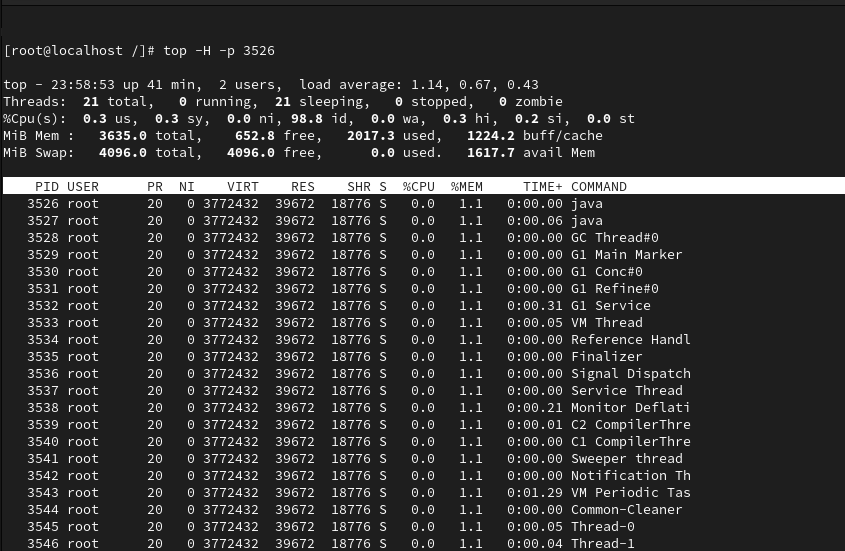 [root@localhost /]# top -H -p 3526
top - 23:58:53 up 41 min,  2 users,  load average: 1.14, 0.67, 0.43
Threads:  21 total,   0 running,  21 sleeping,   0 stopped,   0 zombie
%Cpu(s):  0.3 us,  0.3 sy,  0.0 ni, 98.8 id,  0.0 wa,  0.3 hi,  0.2 si,  0.0 st
MiB Mem :   3635.0 total,    652.8 free,   2017.3 used,   1224.2 buff/cache
MiB Swap:   4096.0 total,   4096.0 free,      0.0 used.   1617.7 avail Mem
PID USER      PR  NI    VIRT    RES    SHR S  %CPU  %MEM     TIME+ COMMAND
3526 root      20   0 3772432  39672  18776 S   0.0   1.1   0:00.00 java
3527 root      20   0 3772432  39672  18776 S   0.0   1.1   0:00.06 java
3528 root      20   0 3772432  39672  18776 S   0.0   1.1   0:00.00 GC Thread#0
3529 root      20   0 3772432  39672  18776 S   0.0   1.1   0:00.00 G1 Main Marker
3530 root      20   0 3772432  39672  18776 S   0.0   1.1   0:00.00 G1 Conc#0
3531 root      20   0 3772432  39672  18776 S   0.0   1.1   0:00.00 G1 Refine#0
3532 root      20   0 3772432  39672  18776 S   0.0   1.1   0:00.31 G1 Service
3533 root      20   0 3772432  39672  18776 S   0.0   1.1   0:00.05 VM Thread
3534 root      20   0 3772432  39672  18776 S   0.0   1.1   0:00.00 Reference Handl
3535 root      20   0 3772432  39672  18776 S   0.0   1.1   0:00.00 Finalizer
3536 root      20   0 3772432  39672  18776 S   0.0   1.1   0:00.00 Signal Dispatch
3537 root      20   0 3772432  39672  18776 S   0.0   1.1   0:00.00 Service Thread
3538 root      20   0 3772432  39672  18776 S   0.0   1.1   0:00.21 Monitor Deflati
3539 root      20   0 3772432  39672  18776 S   0.0   1.1   0:00.01 C2 CompilerThre
3540 root      20   0 3772432  39672  18776 S   0.0   1.1   0:00.00 C1 CompilerThre
3541 root      20   0 3772432  39672  18776 S   0.0   1.1   0:00.00 Sweeper thread
3542 root      20   0 3772432  39672  18776 S   0.0   1.1   0:00.00 Notification Th
3543 root      20   0 3772432  39672  18776 S   0.0   1.1   0:01.29 VM Periodic Tas
3544 root      20   0 3772432  39672  18776 S   0.0   1.1   0:00.00 Common-Cleaner
3545 root      20   0 3772432  39672  18776 S   0.0   1.1   0:00.05 Thread-0
3546 root      20   0 3772432  39672  18776 S   0.0   1.1   0:00.04 Thread-1